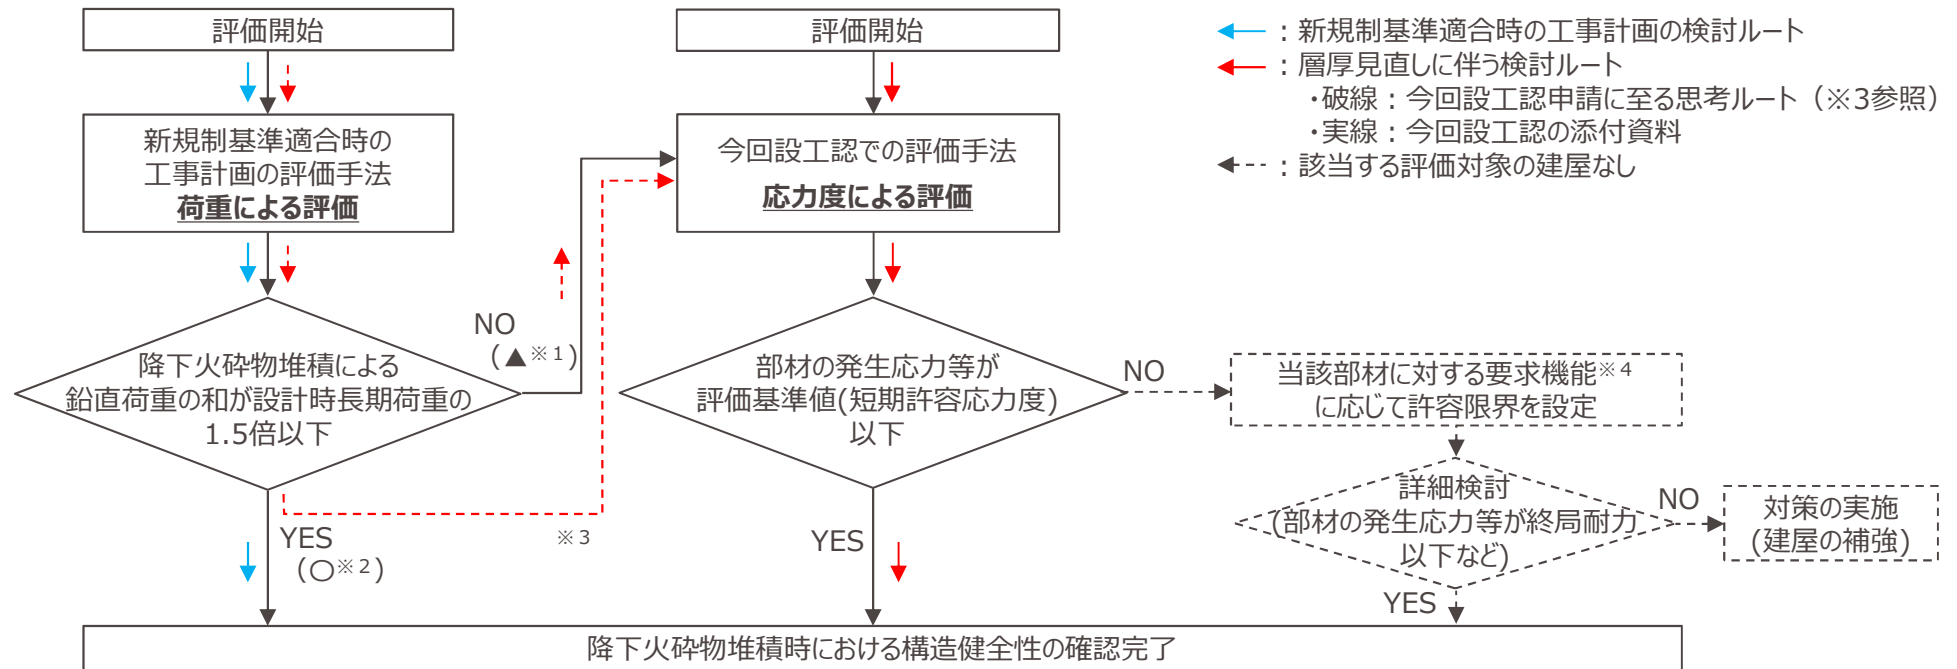 評価開始
新規制基準適合時の
工事計画の評価手法
荷重による評価
降下火砕物堆積による
鉛直荷重の和が設計時長期荷重の
1.5倍以下
NO
(▲※1)
YES
(〇※2)
※3
評価開始
今回設工認での評価手法
応力度による評価
部材の発生応力等が
評価基準値(短期許容応力度)
以下
NO
YES
当該部材に対する要求機能※4
に応じて許容限界を設定
詳細検討
(部材の発生応力等が終局耐力
以下など)
NO
YES
対策の実施
(建屋の補強)
降下火砕物堆積時における構造健全性の確認完了
：新規制基準適合時の工事計画の検討ルート
：層厚見直しに伴う検討ルート
・破線：今回設工認申請に至る思考ルート（※3参照）
・実線：今回設工認の添付資料
：該当する評価対象の建屋なし